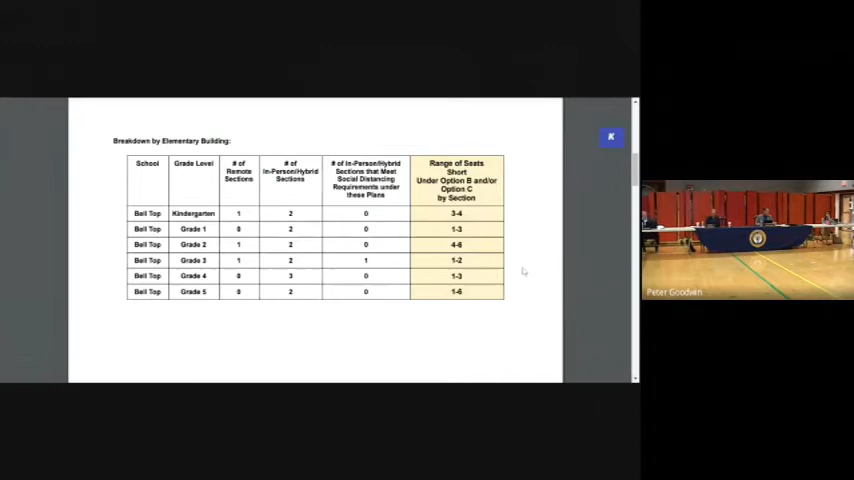 Breakdown by Elementary Building:
School Grade Level # of Remote Sections # of In-Person/Hybrid Sections # of In-Person/Hybrid Sections that Meet Social Distancing Requirements under these Plans Range of Seats Short Under Option B and/or Option C by Section
Bell Top Kindergarten 1 2 0 3-4
Bell Top Grade 1 0 2 0 1-3
Bell Top Grade 2 1 2 0 4-6
Bell Top Grade 3 1 2 1 1-2
Bell Top Grade 4 0 3 0 1-3
Bell Top Grade 5 0 2 0 1-6
K
Peter Goodwin